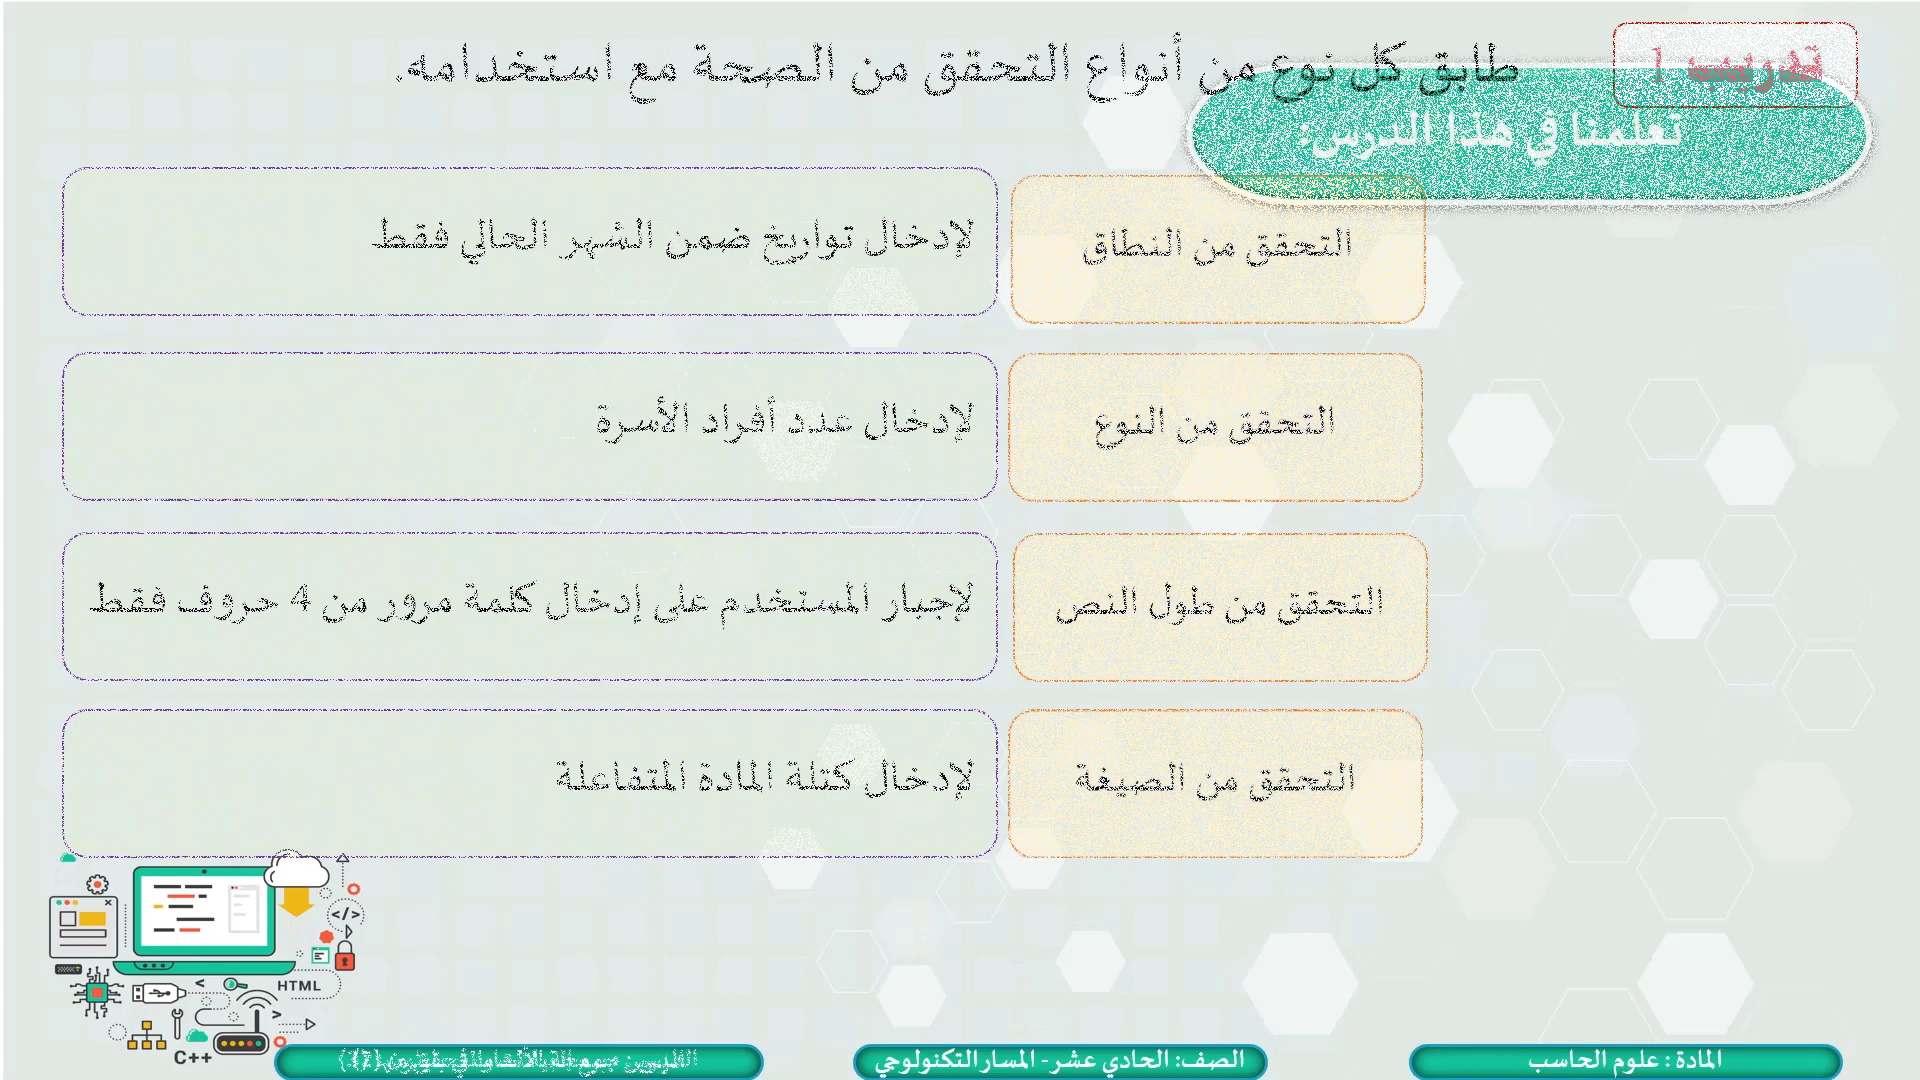 تدريب 1
طابق كل نوع من أنواع التحقق من الصحة مع استخدامه.
تعلمنا في هذا الدرس:
التحقق من النطاق
لإدخال تواريخ ضمن الشهر الحالي فقط
التحقق من النوع
لإدخال عدد أفراد الأسرة
التحقق من طول النص
لإجبار المستخدم على إدخال كلمة مرور من 4 حروف فقط
التحقق من الصيغة
لإدخال كتلة المادة المتفاعلة
</>
HTML
C++
المادة : علوم الحاسب
الصف: الحادي عشر- المسار التكنولوجي